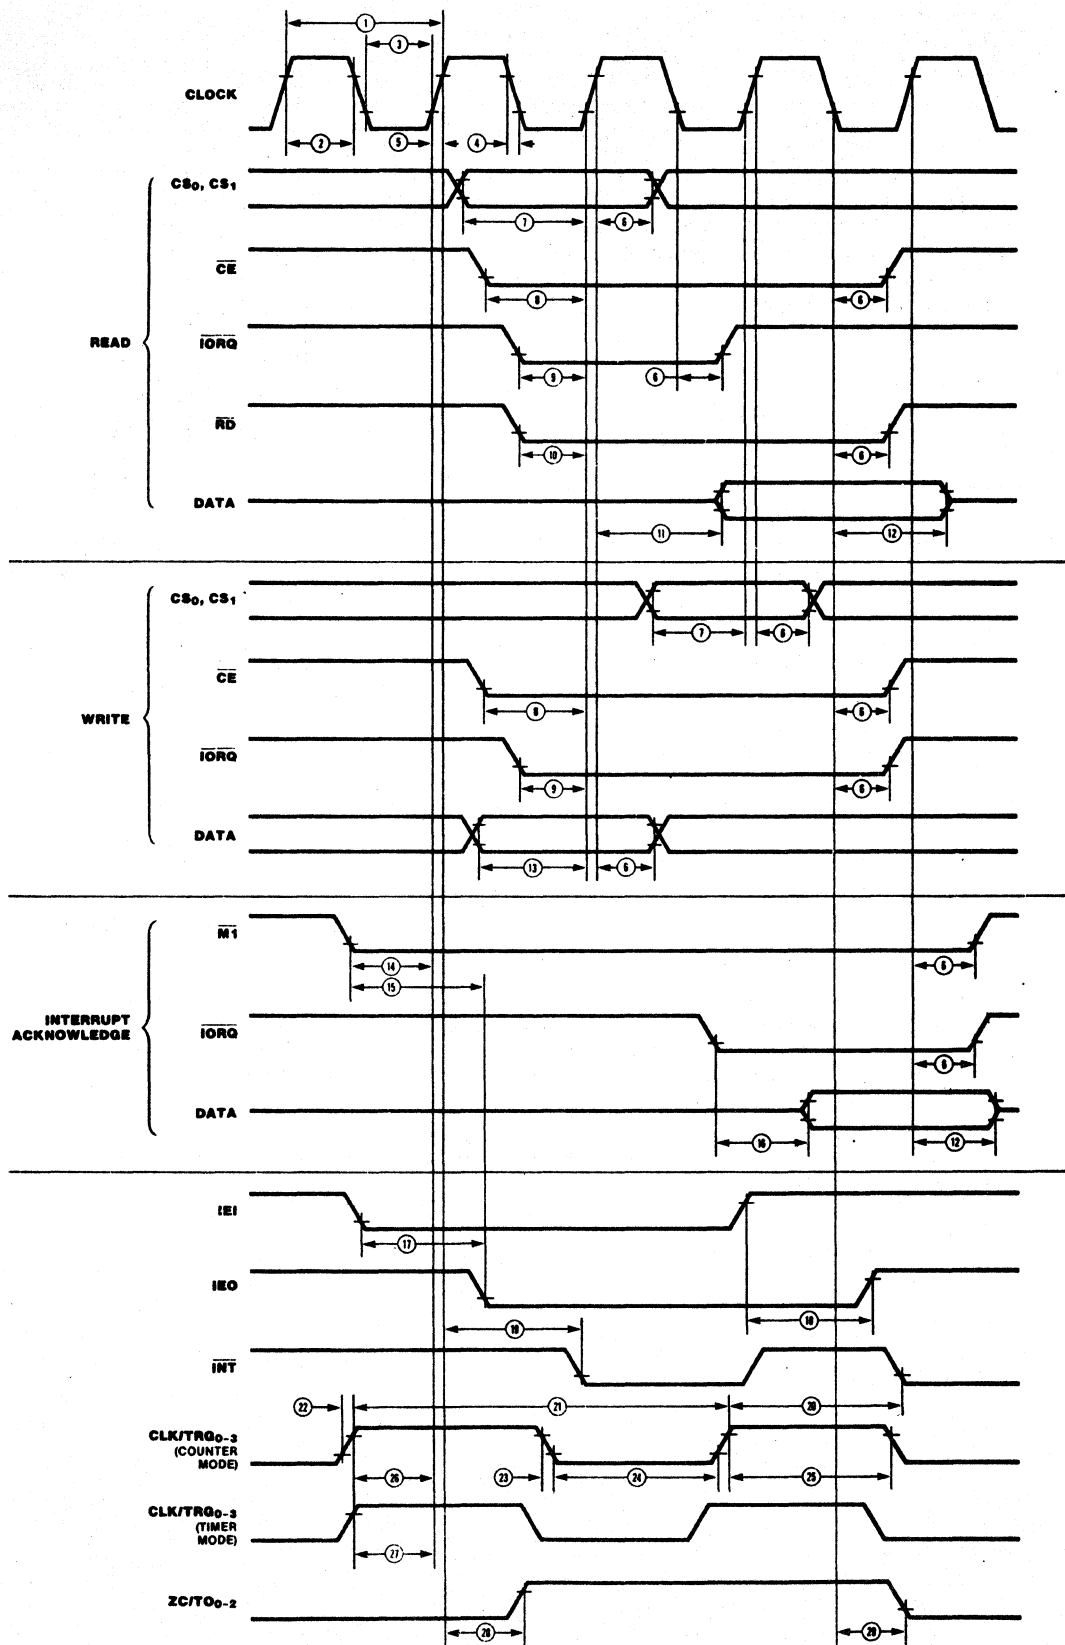 1
3
CLOCK
2
5
4
CS0, CS1
7
6
CE
8
6
READ
IORQ
9
6
RD
10
6
DATA
11
12
CS0, CS1
7
6
CE
8
6
WRITE
IORQ
9
6
DATA
13
6
M1
14
6
15
INTERRUPT
ACKNOWLEDGE
IORQ
6
DATA
16
12
IEI
17
IEO
18
19
INT
22
21
20
CLK/TRG0-3
(COUNTER
MODE)
26
23
24
25
CLK/TRG0-3
(TIMER
MODE)
27
ZC/TO0-2
28
29